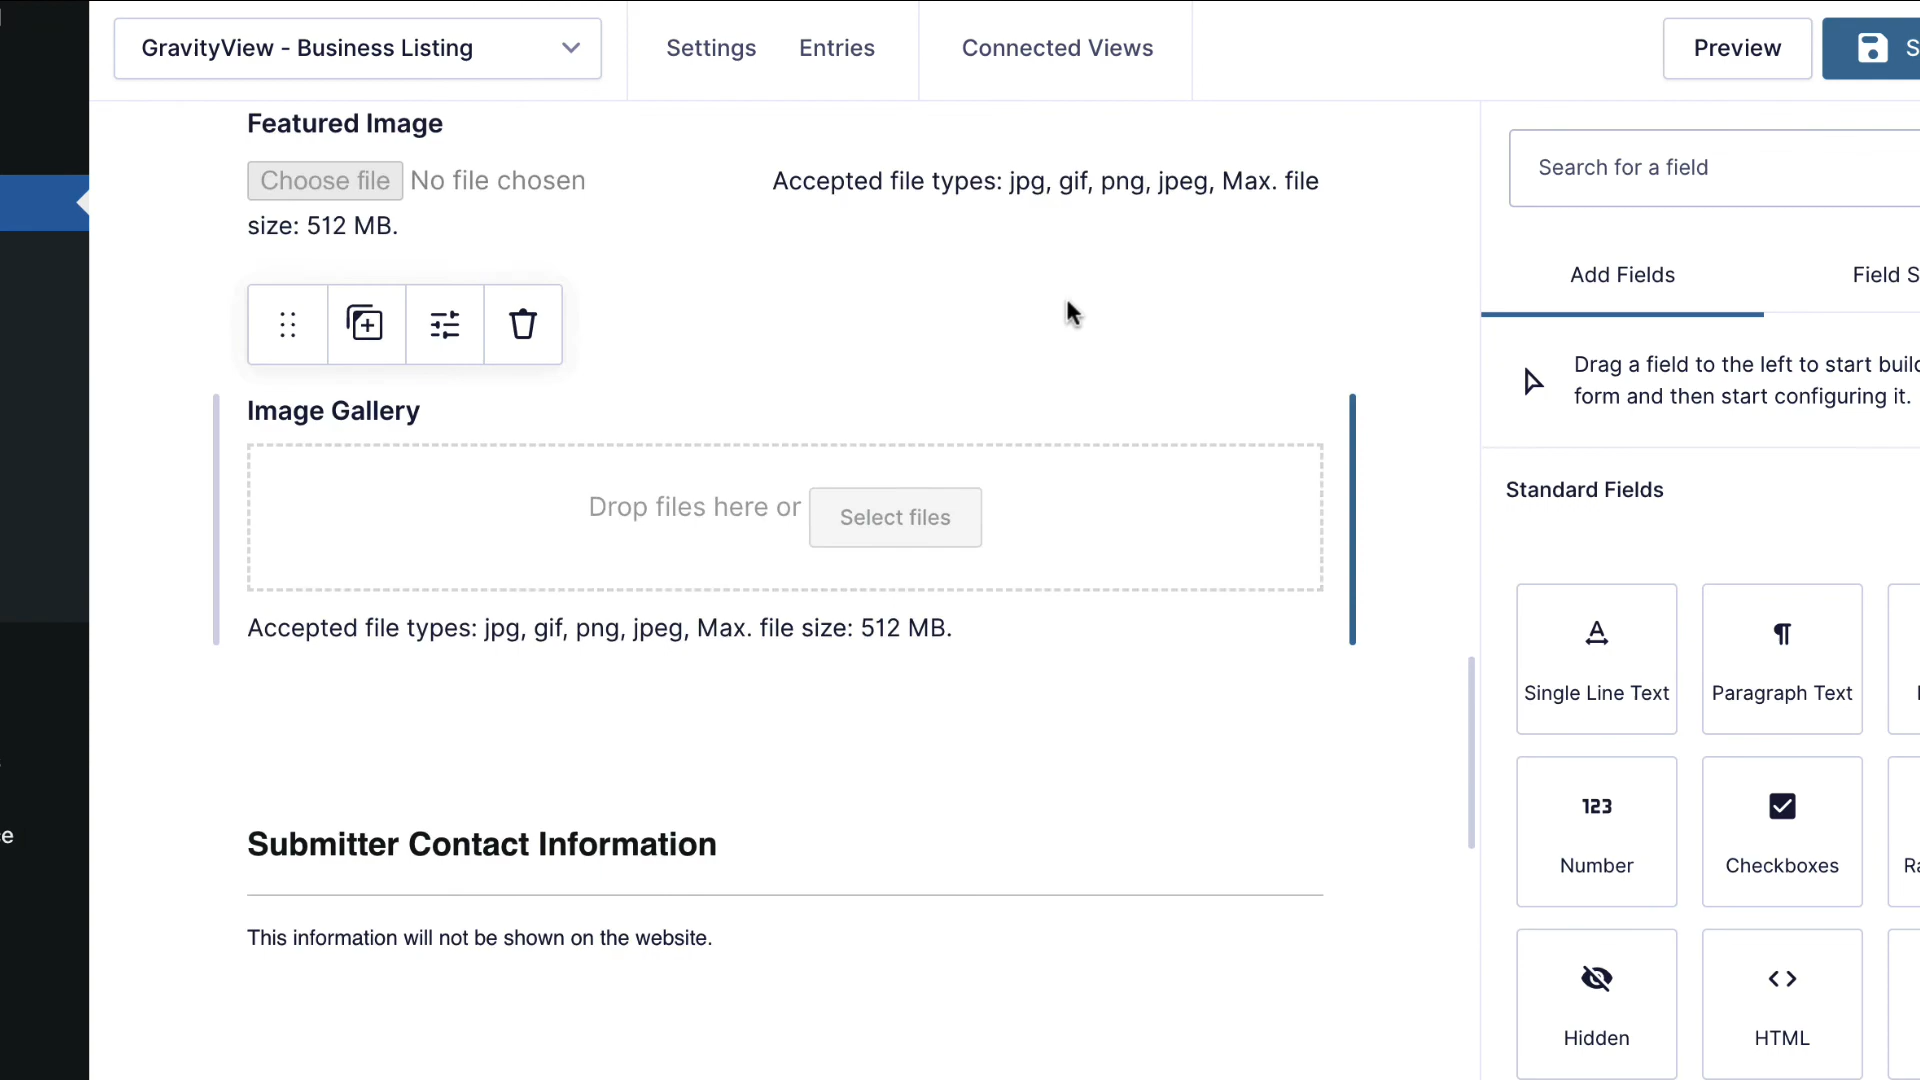 GravityView - Business Listing
Settings
Entries
Connected Views
Preview
Featured Image
Choose file No file chosen
Accepted file types: jpg, gif, png, jpeg, Max. file
size: 512 MB.
Image Gallery
Drop files here or
Select files
Accepted file types: jpg, gif, png, jpeg, Max. file size: 512 MB.
Submitter Contact Information
This information will not be shown on the website.
Search for a field
Add Fields
Field S
Drag a field to the left to start build
form and then start configuring it.
Standard Fields
Single Line Text
Paragraph Text
123
Number
Checkboxes
Ra
Hidden
HTML